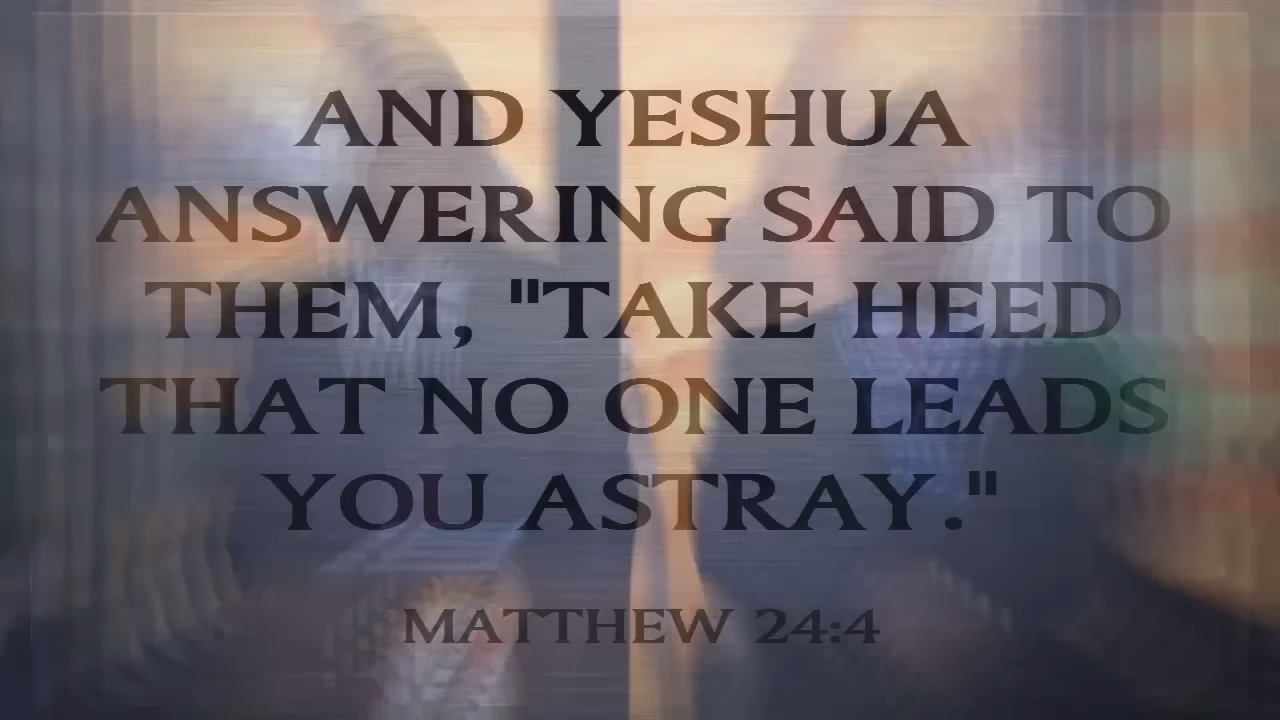 AND YESHUA
ANSWERING SAID TO
THEM, "TAKE HEED
THAT NO ONE LEADS
YOU ASTRAY."
MATTHEW 24:4